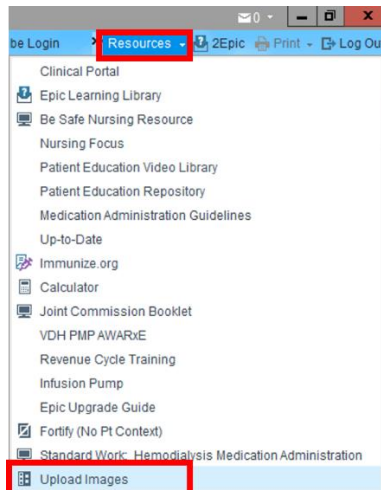 0
be Login Resources 2Epic Print Log Ou
Clinical Portal
Epic Learning Library
Be Safe Nursing Resource
Nursing Focus
Patient Education Video Library
Patient Education Repository
Medication Administration Guidelines
Up-to-Date
Immunize.org
Calculator
Joint Commission Booklet
VDH PMP AWARxE
Revenue Cycle Training
Infusion Pump
Epic Upgrade Guide
Fortify (No Pt Context)
Standard Work: Hemodialysis Medication Administration
Upload Images